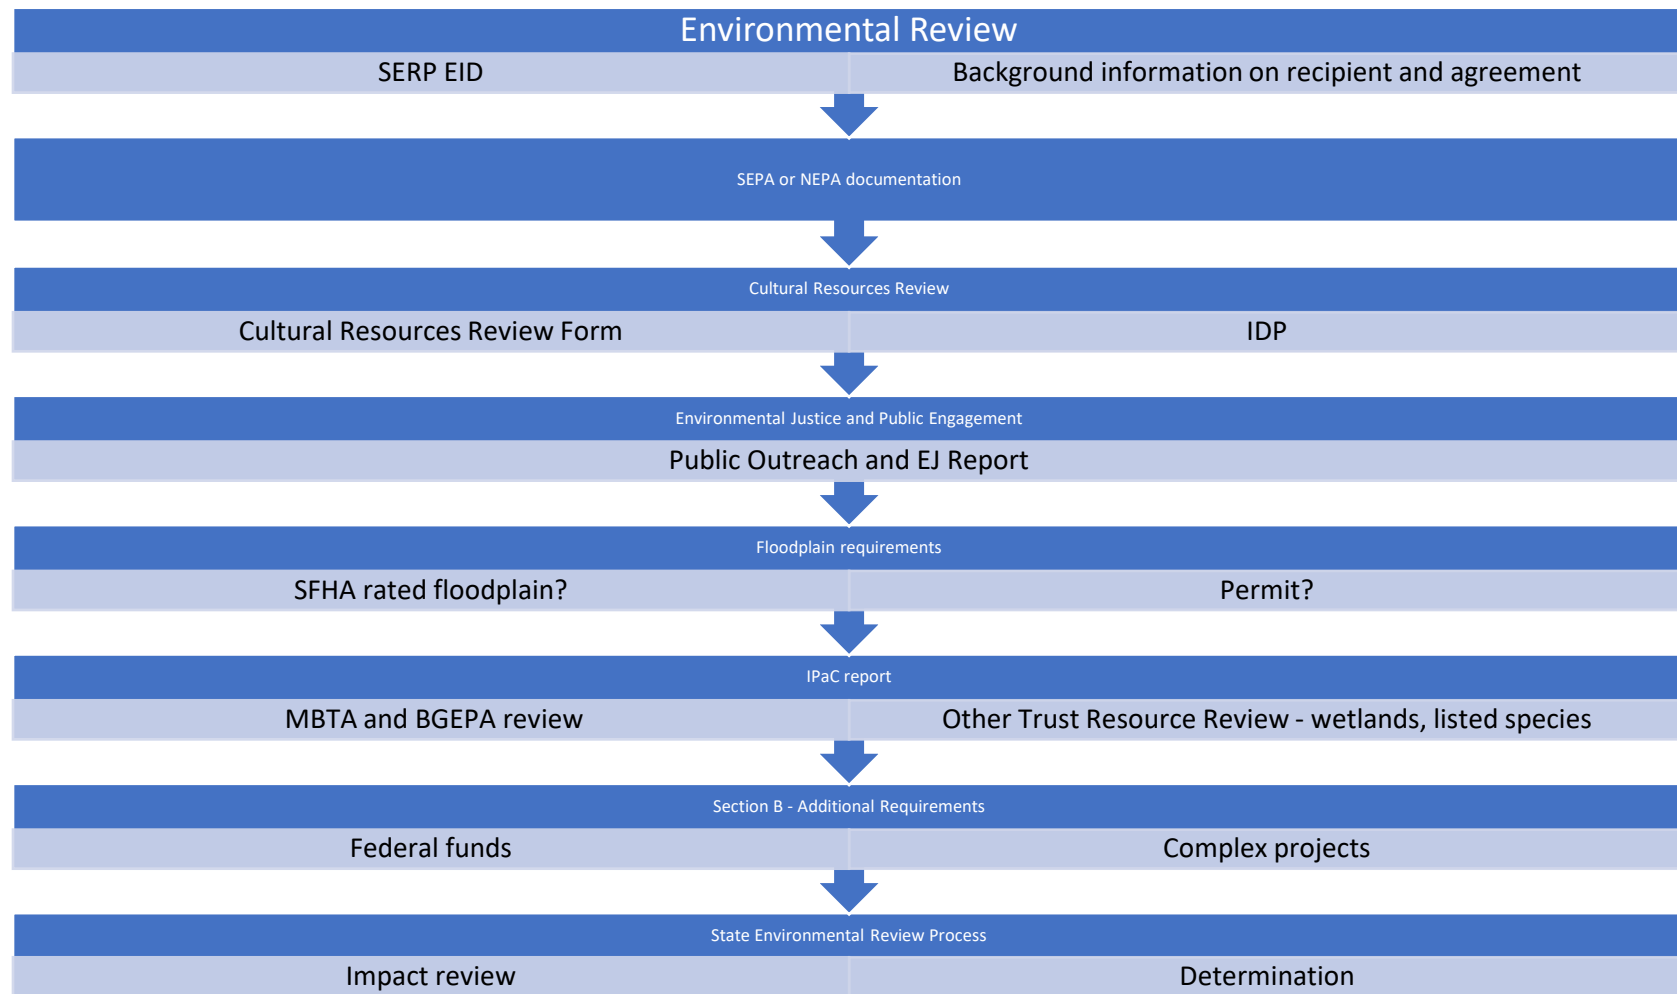 Environmental Review
SERP EID
Background information on recipient and agreement
SEPA or NEPA documentation
Cultural Resources Review
Cultural Resources Review Form
IDP
Environmental Justice and Public Engagement
Public Outreach and EJ Report
Floodplain requirements
SFHA rated floodplain?
Permit?
IPaC report
MBTA and BGEPA review
Other Trust Resource Review - wetlands, listed species
Section B - Additional Requirements
Federal funds
Complex projects
State Environmental Review Process
Impact review
Determination